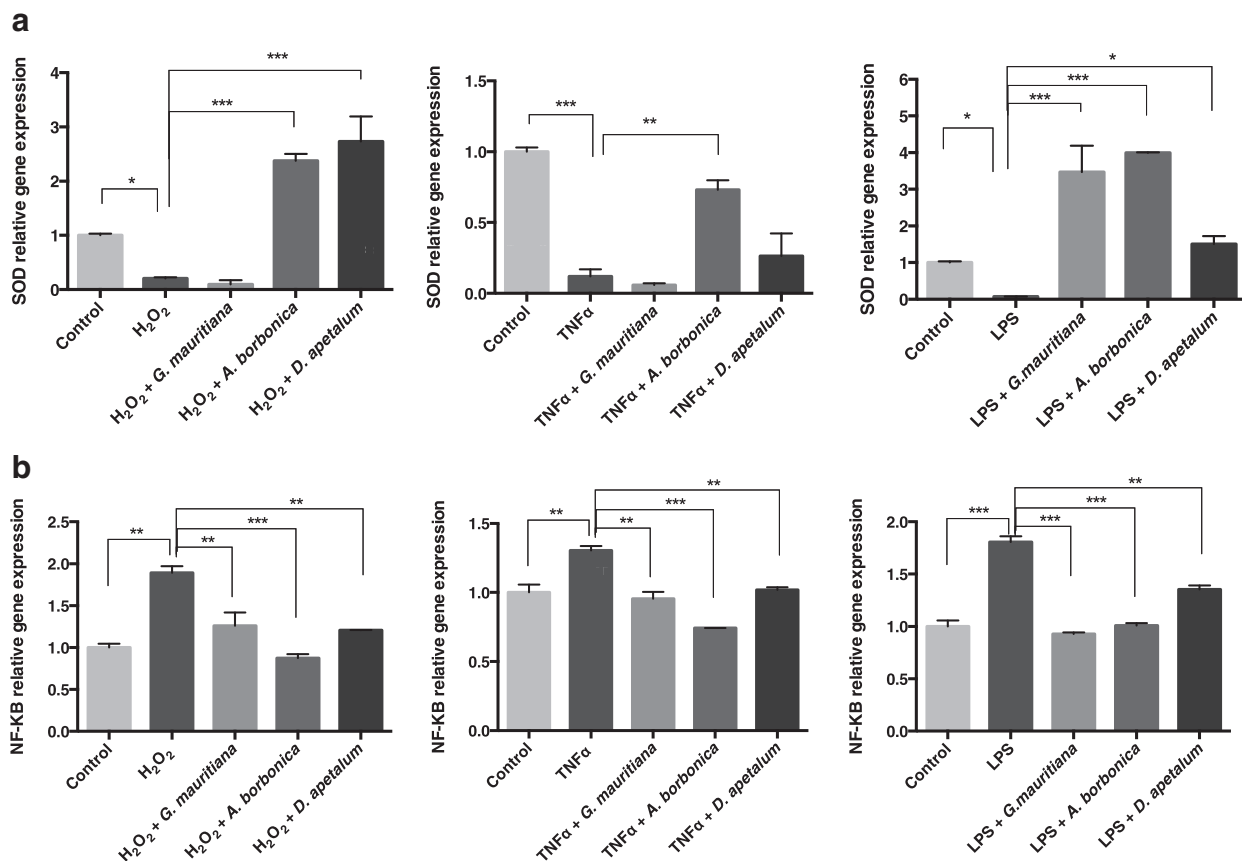 a
SOD relative gene expression
4
3
2
1
0
*
***
***
Control
H2O2
H2O2 + G. mauritiana
H2O2 + A. borbonica
H2O2 + D. apetalum
SOD relative gene expression
1.5
1.0
0.5
0.0
***
**
Control
TNFα
TNFα + G. mauritiana
TNFα + A. borbonica
TNFα + D. apetalum
SOD relative gene expression
6
5
4
3
2
1
0
*
***
***
*
Control
LPS
LPS + G.mauritiana
LPS + A. borbonica
LPS + D. apetalum
b
NF-KB relative gene expression
2.5
2.0
1.5
1.0
0.5
0.0
**
**
***
**
Control
H2O2
H2O2 + G. mauritiana
H2O2 + A. borbonica
H2O2 + D. apetalum
NF-KB relative gene expression
1.5
1.0
0.5
0.0
**
**
***
**
Control
TNFα
TNFα + G. mauritiana
TNFα + A. borbonica
TNFα + D. apetalum
NF-KB relative gene expression
2.0
1.5
1.0
0.5
0.0
***
***
***
**
Control
LPS
LPS + G.mauritiana
LPS + A. borbonica
LPS + D. apetalum